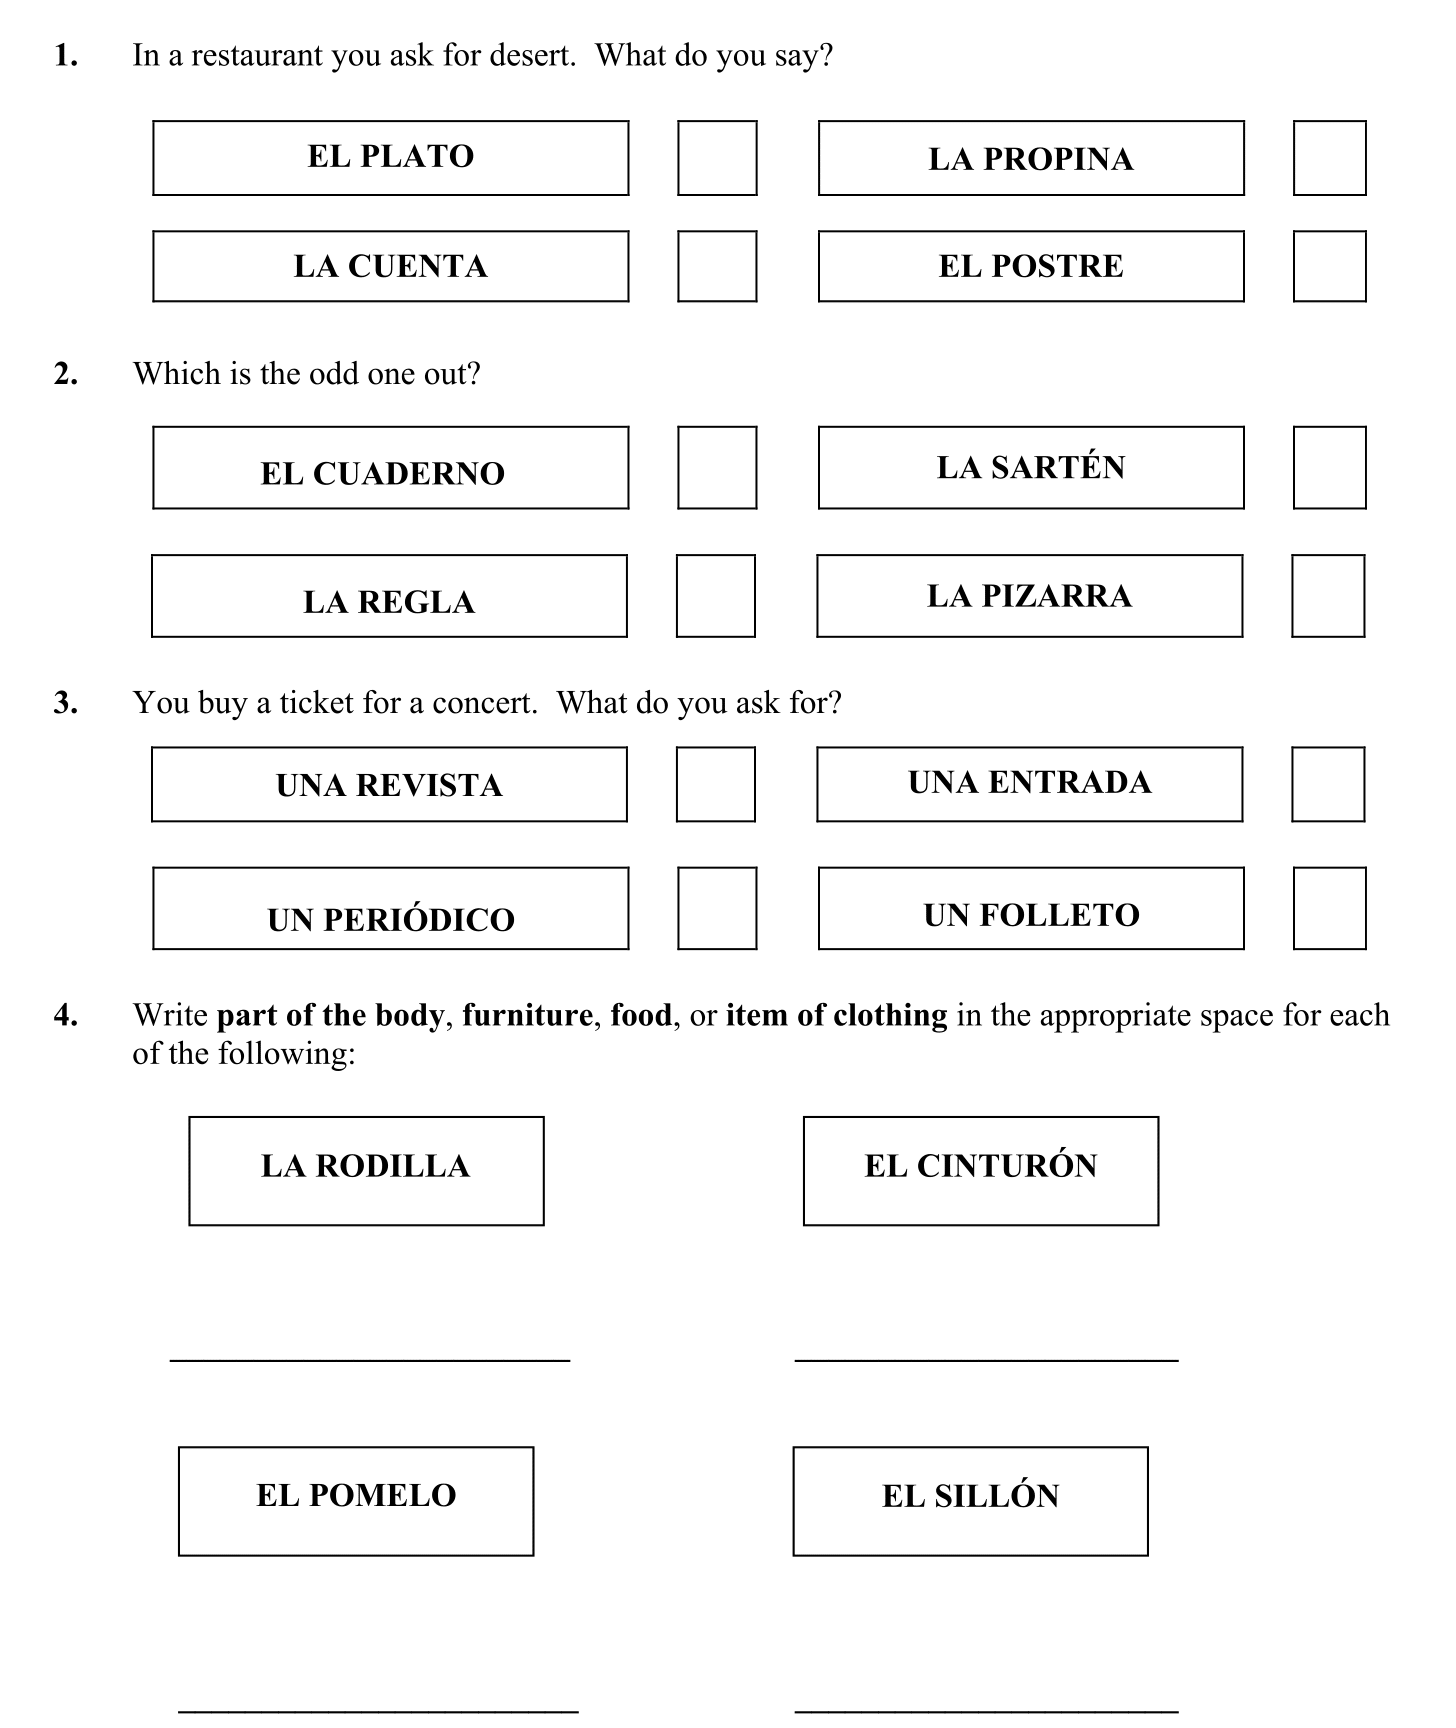 1. In a restaurant you ask for desert. What do you say?
EL PLATO LA PROPINA
LA CUENTA EL POSTRE
2. Which is the odd one out?
EL CUADERNO LA SARTÉN
LA REGLA LA PIZARRA
3. You buy a ticket for a concert. What do you ask for?
UNA REVISTA UNA ENTRADA
UN PERIÓDICO UN FOLLETO
4. Write part of the body, furniture, food, or item of clothing in the appropriate space for each
of the following:
LA RODILLA EL CINTURÓN
EL POMELO EL SILLÓN